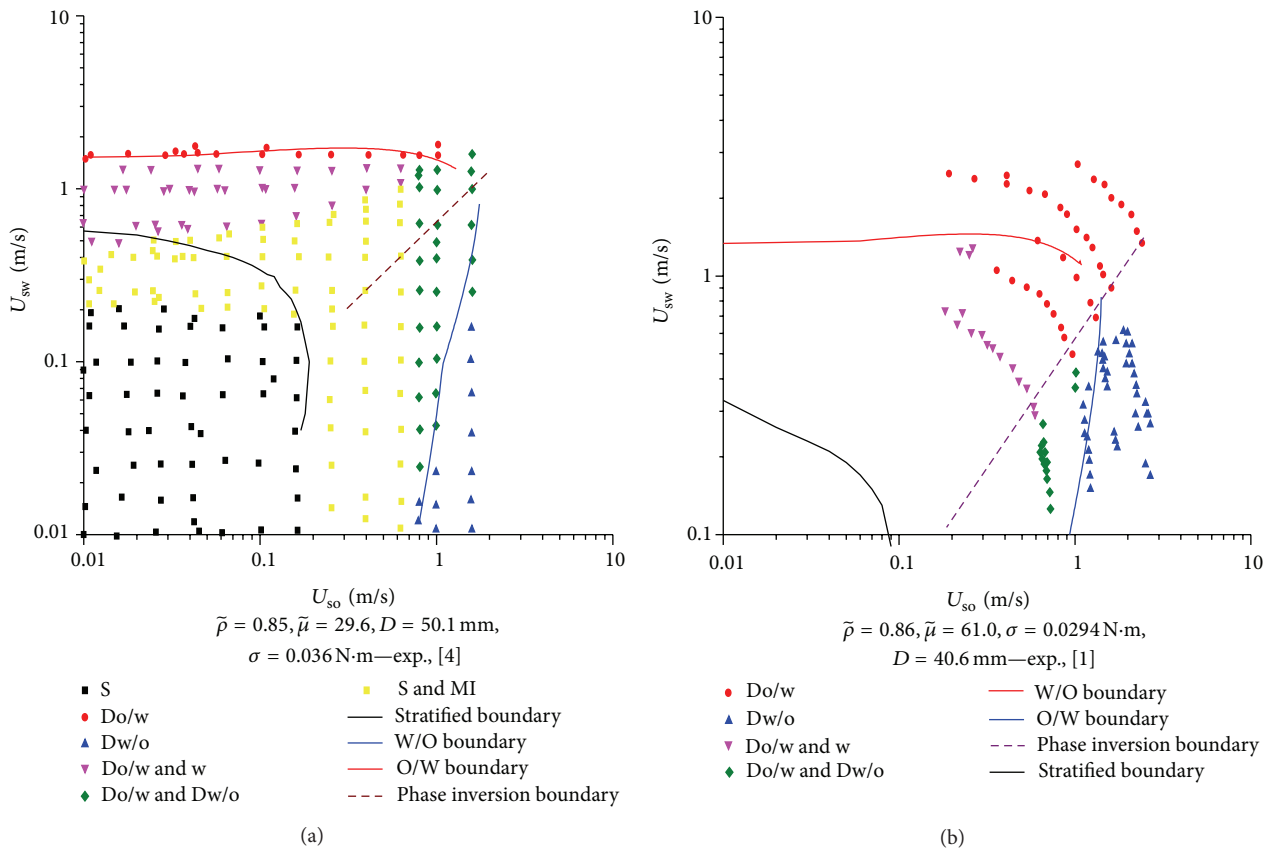 10
1
0.1
0.01
U_sw (m/s)
0.01
0.1
1
10
U_so (m/s)
ρ̃ = 0.85, μ̃ = 29.6, D = 50.1 mm,
σ = 0.036 N·m—exp., [4]
S
Do/w
Dw/o
Do/w and w
Do/w and Dw/o
S and MI
Stratified boundary
W/O boundary
O/W boundary
Phase inversion boundary
(a)
10
1
0.1
U_sw (m/s)
0.01
0.1
1
10
U_so (m/s)
ρ̃ = 0.86, μ̃ = 61.0, σ = 0.0294 N·m,
D = 40.6 mm—exp., [1]
Do/w
Dw/o
Do/w and w
Do/w and Dw/o
W/O boundary
O/W boundary
Phase inversion boundary
Stratified boundary
(b)